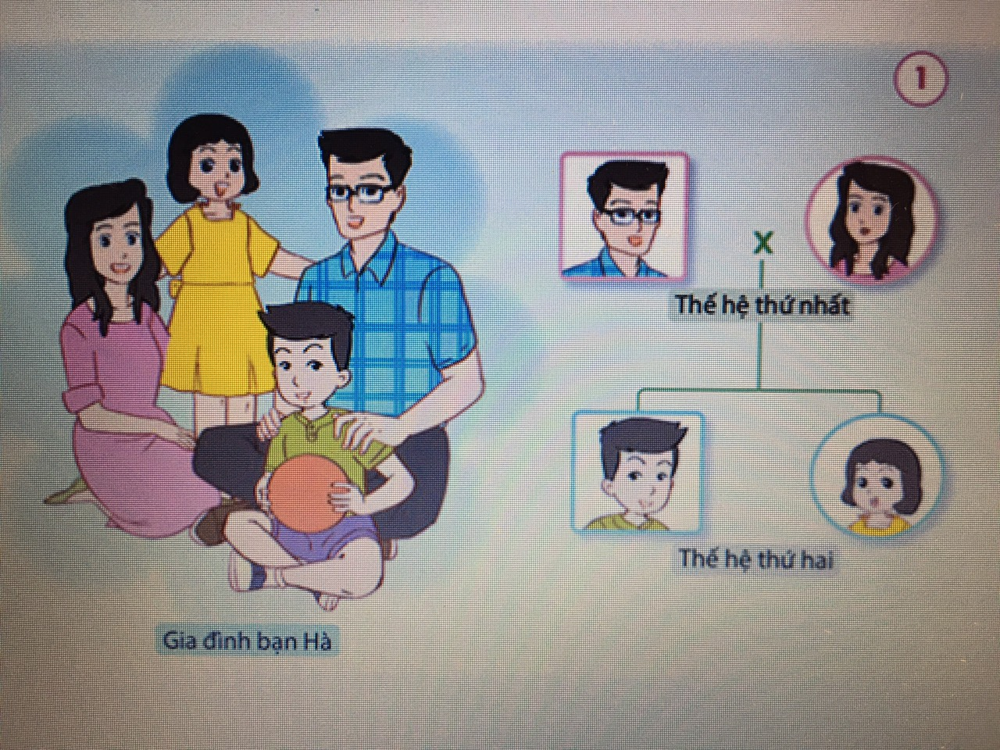 1
X
Thế hệ thứ nhất
Thế hệ thứ hai
Gia đình bạn Hà